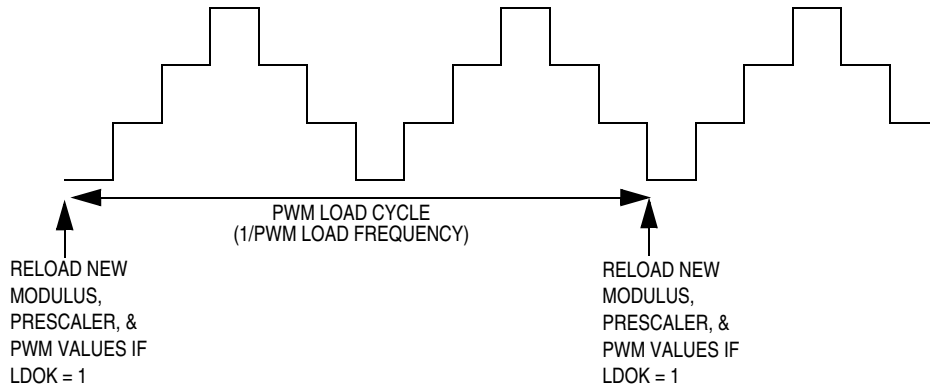 PWM LOAD CYCLE
(1/PWM LOAD FREQUENCY)
RELOAD NEW
MODULUS,
PRESCALER, &
PWM VALUES IF
LDOK = 1
RELOAD NEW
MODULUS,
PRESCALER, &
PWM VALUES IF
LDOK = 1